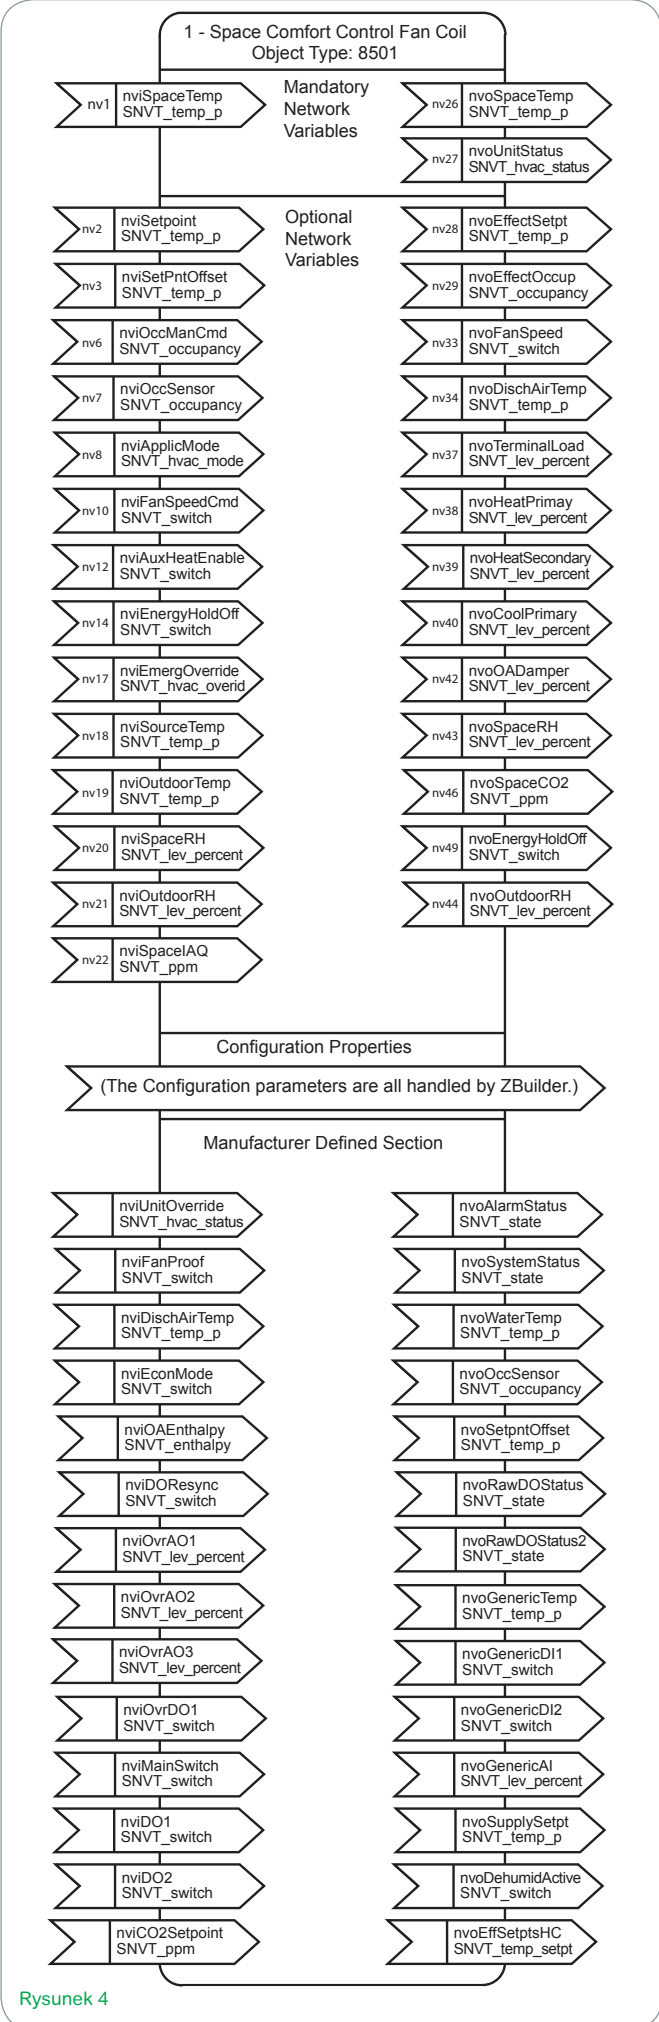 1 - Space Comfort Control Fan Coil
Object Type: 8501
Mandatory
Network
Variables
nv1
nviSpaceTemp
SNVT_temp_p
nv26
nvoSpaceTemp
SNVT_temp_p
nv27
nvoUnitStatus
SNVT_hvac_status
Optional
Network
Variables
nv2
nviSetpoint
SNVT_temp_p
nv28
nvoEffectSetpt
SNVT_temp_p
nv3
nviSetPntOffset
SNVT_temp_p
nv29
nvoEffectOccup
SNVT_occupancy
nv6
nviOccManCmd
SNVT_occupancy
nv33
nvoFanSpeed
SNVT_switch
nv7
nviOccSensor
SNVT_occupancy
nv34
nvoDischAirTemp
SNVT_temp_p
nv8
nviApplicMode
SNVT_hvac_mode
nv37
nvoTerminalLoad
SNVT_lev_percent
nv10
nviFanSpeedCmd
SNVT_switch
nv38
nvoHeatPrimay
SNVT_lev_percent
nv12
nviAuxHeatEnable
SNVT_switch
nv39
nvoHeatSecondary
SNVT_lev_percent
nv14
nviEnergyHoldOff
SNVT_switch
nv40
nvoCoolPrimary
SNVT_lev_percent
nv17
nviEmergOverride
SNVT_hvac_overid
nv42
nvoOADamper
SNVT_lev_percent
nv18
nviSourceTemp
SNVT_temp_p
nv43
nvoSpaceRH
SNVT_lev_percent
nv19
nviOutdoorTemp
SNVT_temp_p
nv46
nvoSpaceCO2
SNVT_ppm
nv20
nviSpaceRH
SNVT_lev_percent
nv49
nvoEnergyHoldOff
SNVT_switch
nv21
nviOutdoorRH
SNVT_lev_percent
nv44
nvoOutdoorRH
SNVT_lev_percent
nv22
nviSpaceIAQ
SNVT_ppm
Configuration Properties
(The Configuration parameters are all handled by ZBuilder.)
Manufacturer Defined Section
nviUnitOverride
SNVT_hvac_status
nvoAlarmStatus
SNVT_state
nviFanProof
SNVT_switch
nvoSystemStatus
SNVT_state
nviDischAirTemp
SNVT_temp_p
nvoWaterTemp
SNVT_temp_p
nviEconMode
SNVT_switch
nvoOccSensor
SNVT_occupancy
nviOAEnthalpy
SNVT_enthalpy
nvoSetpntOffset
SNVT_temp_p
nviDOResync
SNVT_switch
nvoRawDOStatus
SNVT_state
nviOvrAO1
SNVT_lev_percent
nvoRawDOStatus2
SNVT_state
nviOvrAO2
SNVT_lev_percent
nvoGenericTemp
SNVT_temp_p
nviOvrAO3
SNVT_lev_percent
nvoGenericDI1
SNVT_switch
nviOvrDO1
SNVT_switch
nvoGenericDI2
SNVT_switch
nviMainSwitch
SNVT_switch
nvoGenericAI
SNVT_lev_percent
nviDO1
SNVT_switch
nvoSupplySetpt
SNVT_temp_p
nviDO2
SNVT_switch
nvoDehumidActive
SNVT_switch
nviCO2Setpoint
SNVT_ppm
nvoEffSetptsHC
SNVT_temp_setpt
Rysunek 4